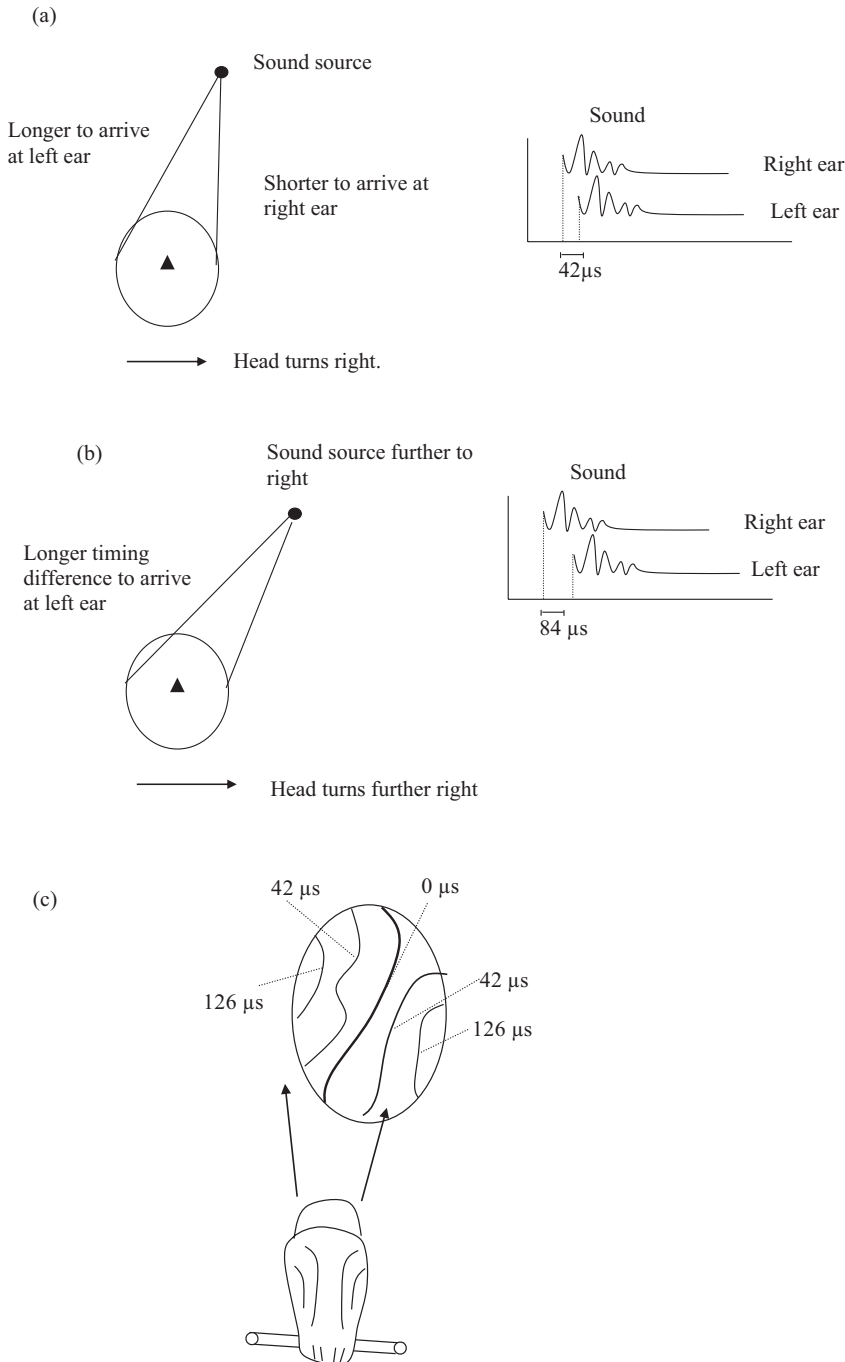 (a)
Sound source
Longer to arrive
at left ear
Shorter to arrive at
right ear
Sound
Right ear
Left ear
42µs
Head turns right.
(b)
Sound source further to
right
Longer timing
difference to arrive
at left ear
Sound
Right ear
Left ear
84 µs
Head turns further right
(c)
42 µs
0 µs
126 µs
42 µs
126 µs